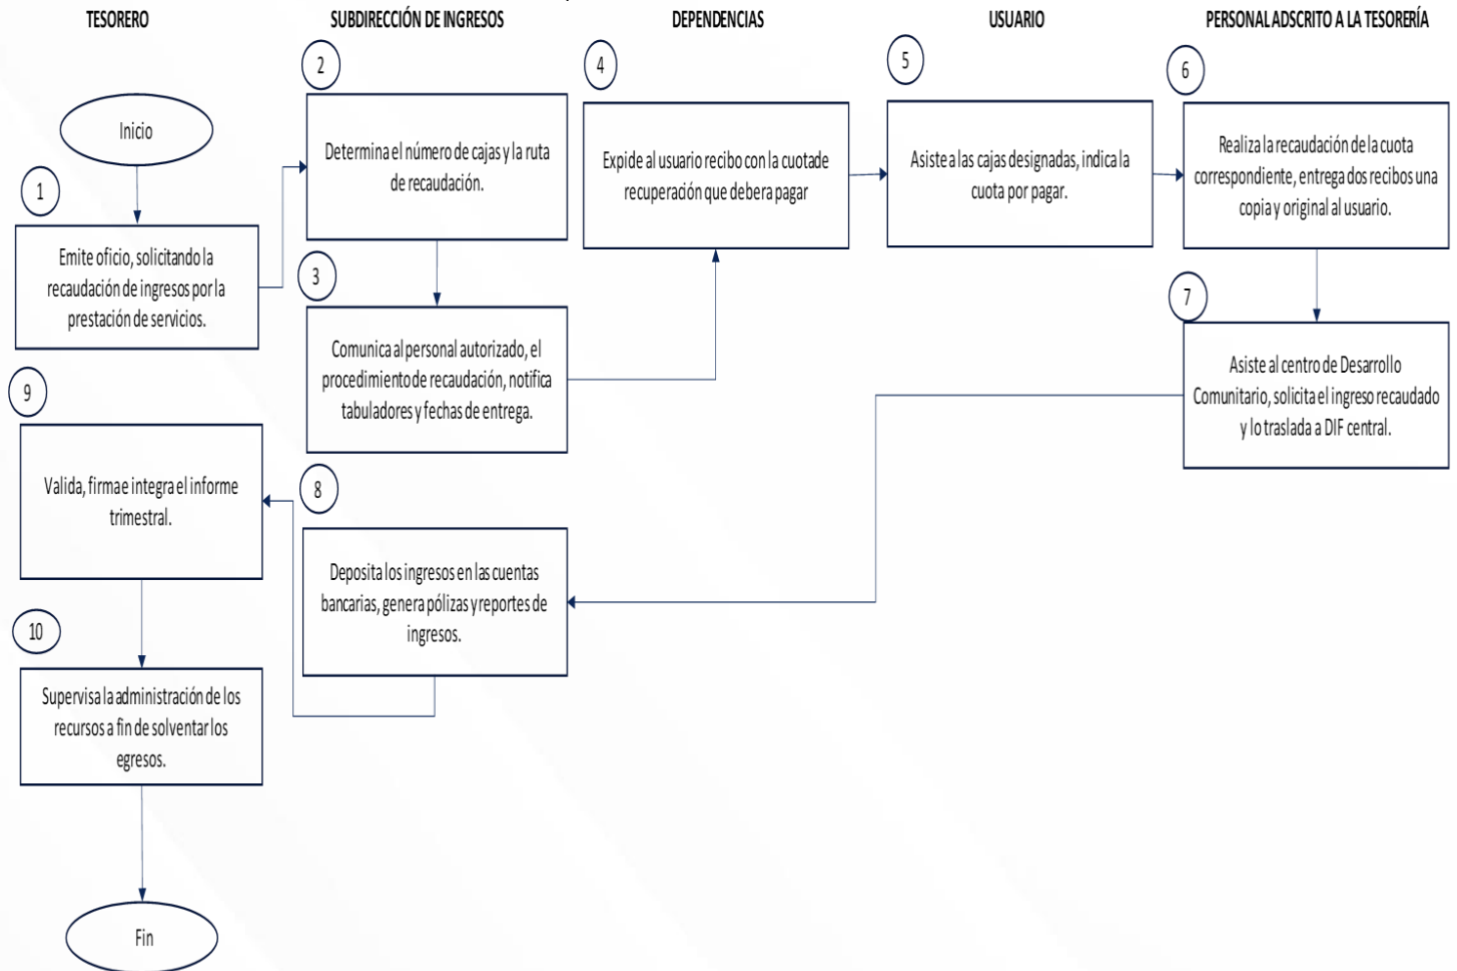 TESORERO
SUBDIRECCIÓN DE INGRESOS
DEPENDENCIAS
USUARIO
PERSONAL ADSCRITO A LA TESORERÍA
Inicio
1
Emite oficio, solicitando la
recaudación de ingresos por la
prestación de servicios.
2
Determina el número de cajas y la ruta
de recaudación.
3
Comunica al personal autorizado, el
procedimiento de recaudación, notifica
tabuladores y fechas de entrega.
4
Expide al usuario recibo con la cuotade
recuperación que debera pagar
5
Asiste a las cajas designadas, indica la
cuota por pagar.
6
Realiza la recaudación de la cuota
correspondiente, entrega dos recibos una
copia y original al usuario.
7
Asiste al centro de Desarrollo
Comunitario, solicita el ingreso recaudado
y lo traslada a DIF central.
8
Deposita los ingresos en las cuentas
bancarias, genera pólizas y reportes de
ingresos.
9
Valida, firma e integra el informe
trimestral.
10
Supervisa la administración de los
recursos a fin de solventar los
egresos.
Fin